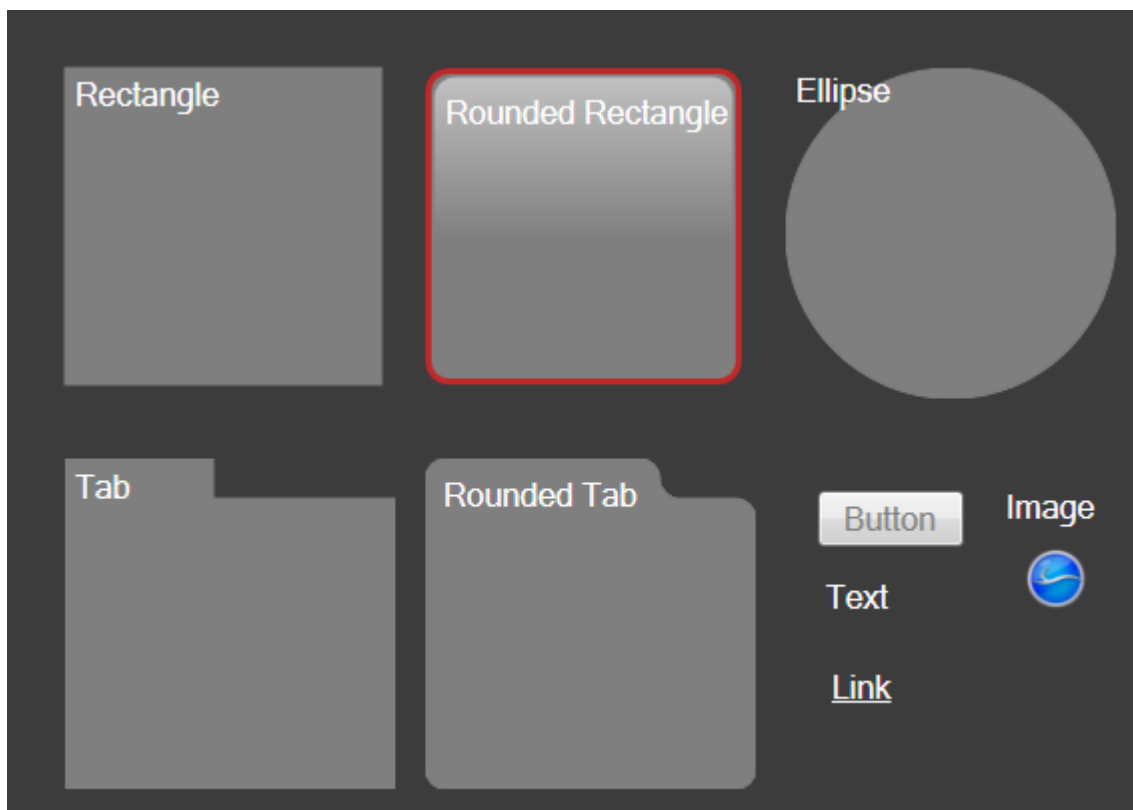 Rectangle
Rounded Rectangle
Ellipse
Tab
Rounded Tab
Button
Image
Text
Link